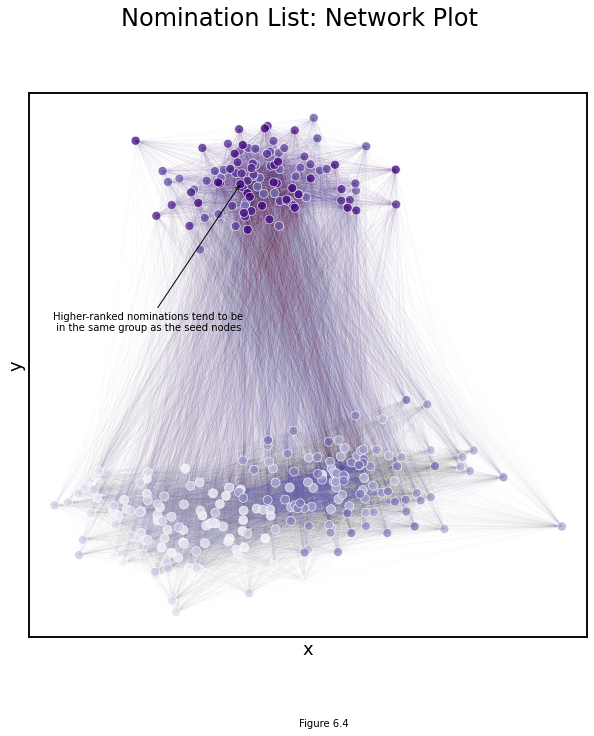 Nomination List: Network Plot
Higher-ranked nominations tend to be
in the same group as the seed nodes
y
x
Figure 6.4